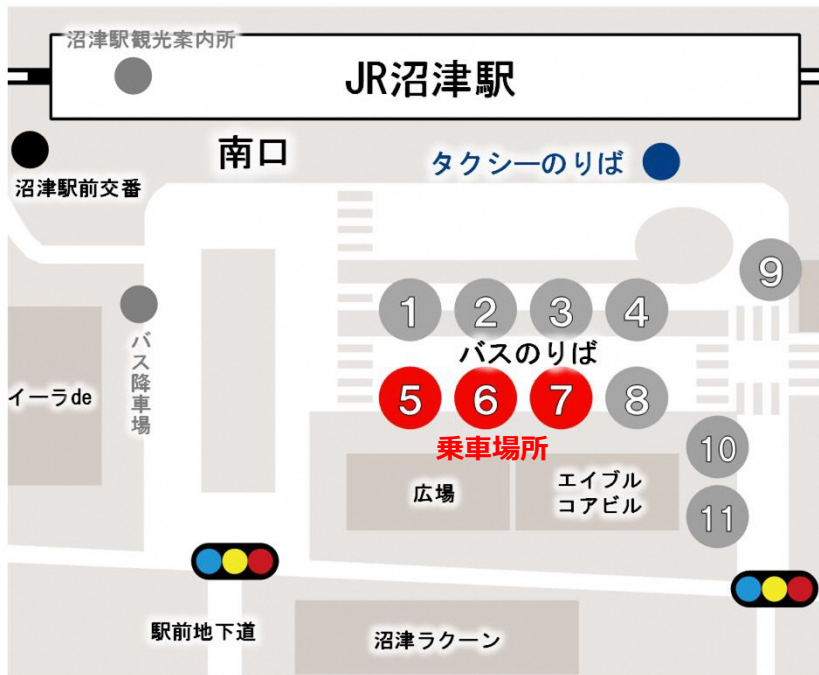 沼津駅観光案内所
JR沼津駅
南口
タクシーのりば
沼津駅前交番
9
1
2
3
4
バスのりば
バス降車場
イーラde
5
6
7
8
乗車場所
10
広場
エイブル
コアビル
11
駅前地下道
沼津ラクーン